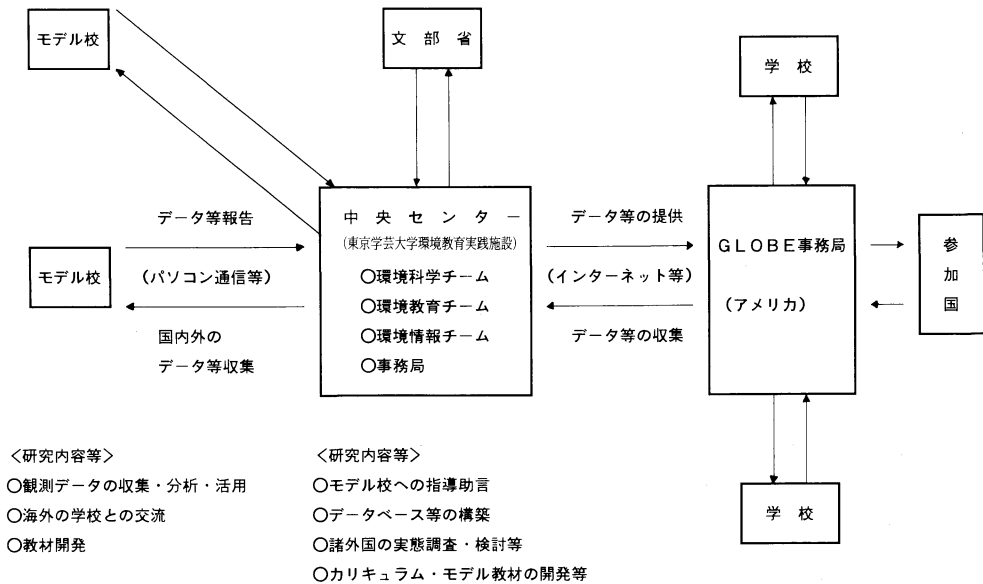 モデル校
文部省
学校
データ等報告
モデル校
(パソコン通信等)
国内外の
データ等収集
中央センター
(東京学芸大学環境教育実践施設)
○環境科学チーム
○環境教育チーム
○環境情報チーム
○事務局
データ等の提供
(インターネット等)
データ等の収集
GLOBE事務局
(アメリカ)
参加国
学校
<研究内容等>
○観測データの収集・分析・活用
○海外の学校との交流
○教材開発
<研究内容等>
○モデル校への指導助言
○データベース等の構築
○諸外国の実態調査・検討等
○カリキュラム・モデル教材の開発等